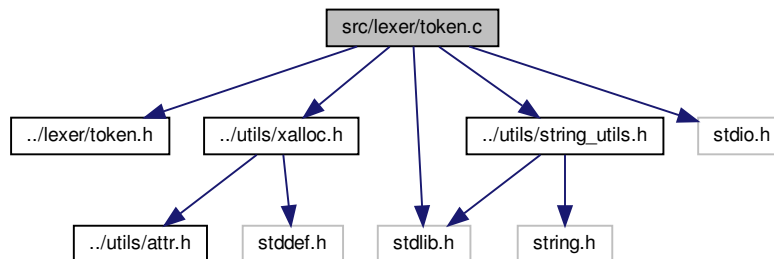 src/lexer/token.c
../lexer/token.h
../utils/xalloc.h
../utils/string_utils.h
stdio.h
../utils/attr.h
stddef.h
stdlib.h
string.h